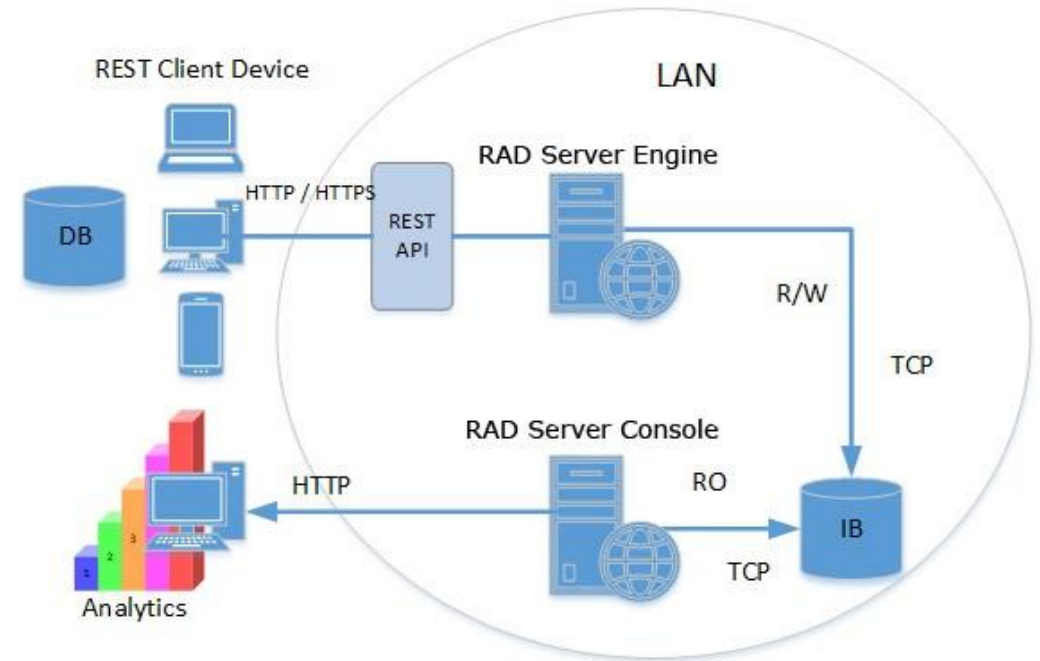 REST Client Device
LAN
RAD Server Engine
HTTP / HTTPS
REST
API
DB
R/W
TCP
RAD Server Console
HTTP
RO
IB
TCP
1
2
3
Analytics